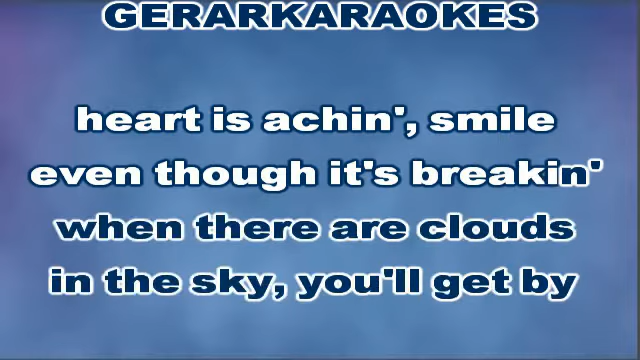 GERARKARAOKES
heart is achin', smile
even though it's breakin'
when there are clouds
in the sky, you'll get by